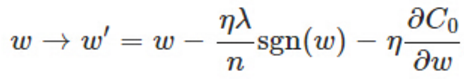 w → w′ = w − ηλ/n sgn(w) − η ∂C₀/∂w